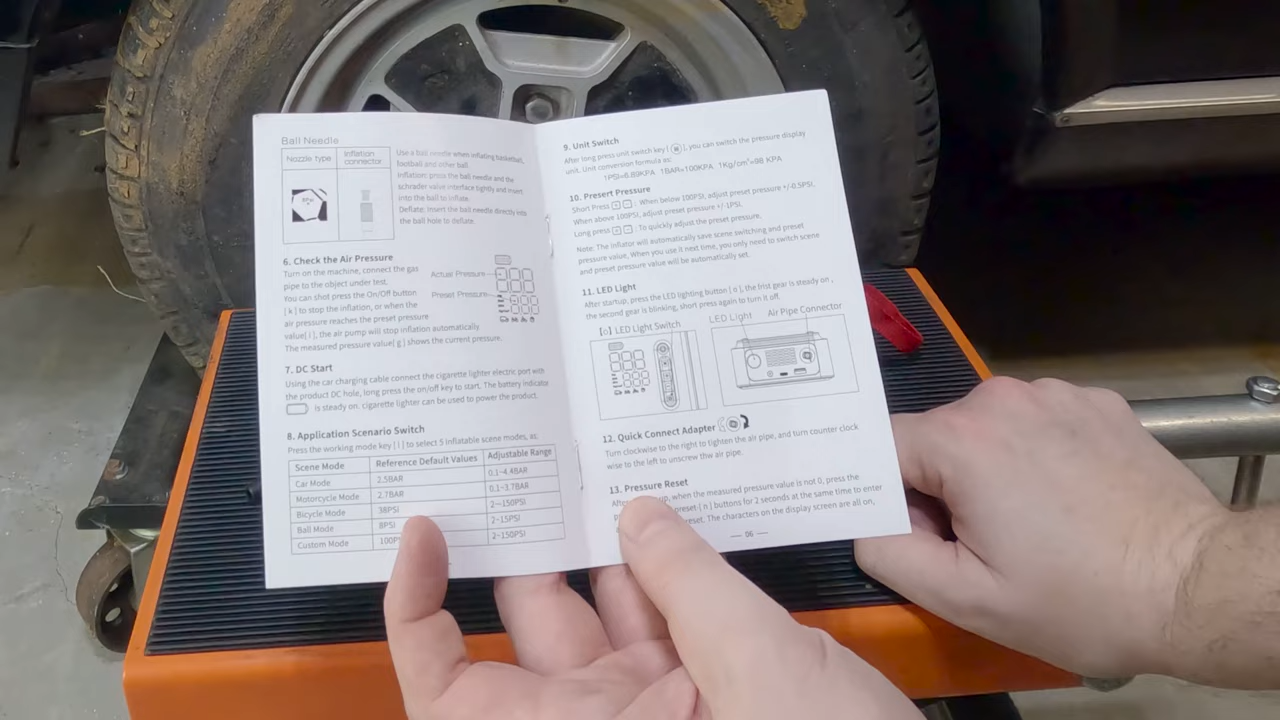 Ball Needle
Nozzle type
Inflation
connector
Use a ball needle when inflating basketball,
football and other ball.
Inflation: press the ball needle and the
schrader valve interface tightly and insert
into the ball to inflate.
Deflate: Insert the ball needle directly into
the ball hole to deflate.
6. Check the Air Pressure
Turn on the machine, connect the gas
pipe to the object under test.
You can shot press the On/Off button
[ k ] to stop the inflation, or when the
air pressure reaches the preset pressure
value[ i ], the air pump will stop inflation automatically.
The measured pressure value[ g ] shows the current pressure.
Actual Pressure
Preset Pressure
7. DC Start
Using the car charging cable connect the cigarette lighter electric port with
the product DC hole, long press the on/off key to start. The battery indicator
is steady on, cigarette lighter can be used to power the product.
8. Application Scenario Switch
Press the working mode key [ l ] to select 5 inflatable scene modes, as:
Scene Mode Reference Default Values Adjustable Range
Car Mode 2.5BAR 0.1~4.4BAR
Motorcycle Mode 2.7BAR 0.1~3.7BAR
Bicycle Mode 38PSI 2~150PSI
Ball Mode 8PSI 2~15PSI
Custom Mode 100P 2~150PSI
9. Unit Switch
After long press unit switch key [ ], you can switch the pressure display
unit. Unit conversion formula as:
1PSI=6.89KPA 1BAR=100KPA 1Kg/cm²=98 KPA
10. Presert Pressure
Short Press : When below 100PSI, adjust preset pressure +/-0.5PSI,
When above 100PSI, adjust preset pressure +/-1PSI.
Long press : To quickly adjust the preset pressure.
Note: The inflator will automatically save scene switching and preset
pressure value, When you use it next time, you only need to switch scene
and preset pressure value will be automatically set.
11. LED Light
After startup, press the LED lighting button [ o ], the frist gear is steady on ,
the second gear is blinking, short press again to turn it off.
[o] LED Light Switch
LED Light
Air Pipe Connector
12. Quick Connect Adapter
Turn clockwise to the right to tighten the air pipe, and turn counter clock
wise to the left to unscrew thw air pipe.
13. Pressure Reset
up, when the measured pressure value is not 0, press the
preset [ n ] buttons for 2 seconds at the same time to enter
reset. The characters on the display screen are all on,
— 06 —